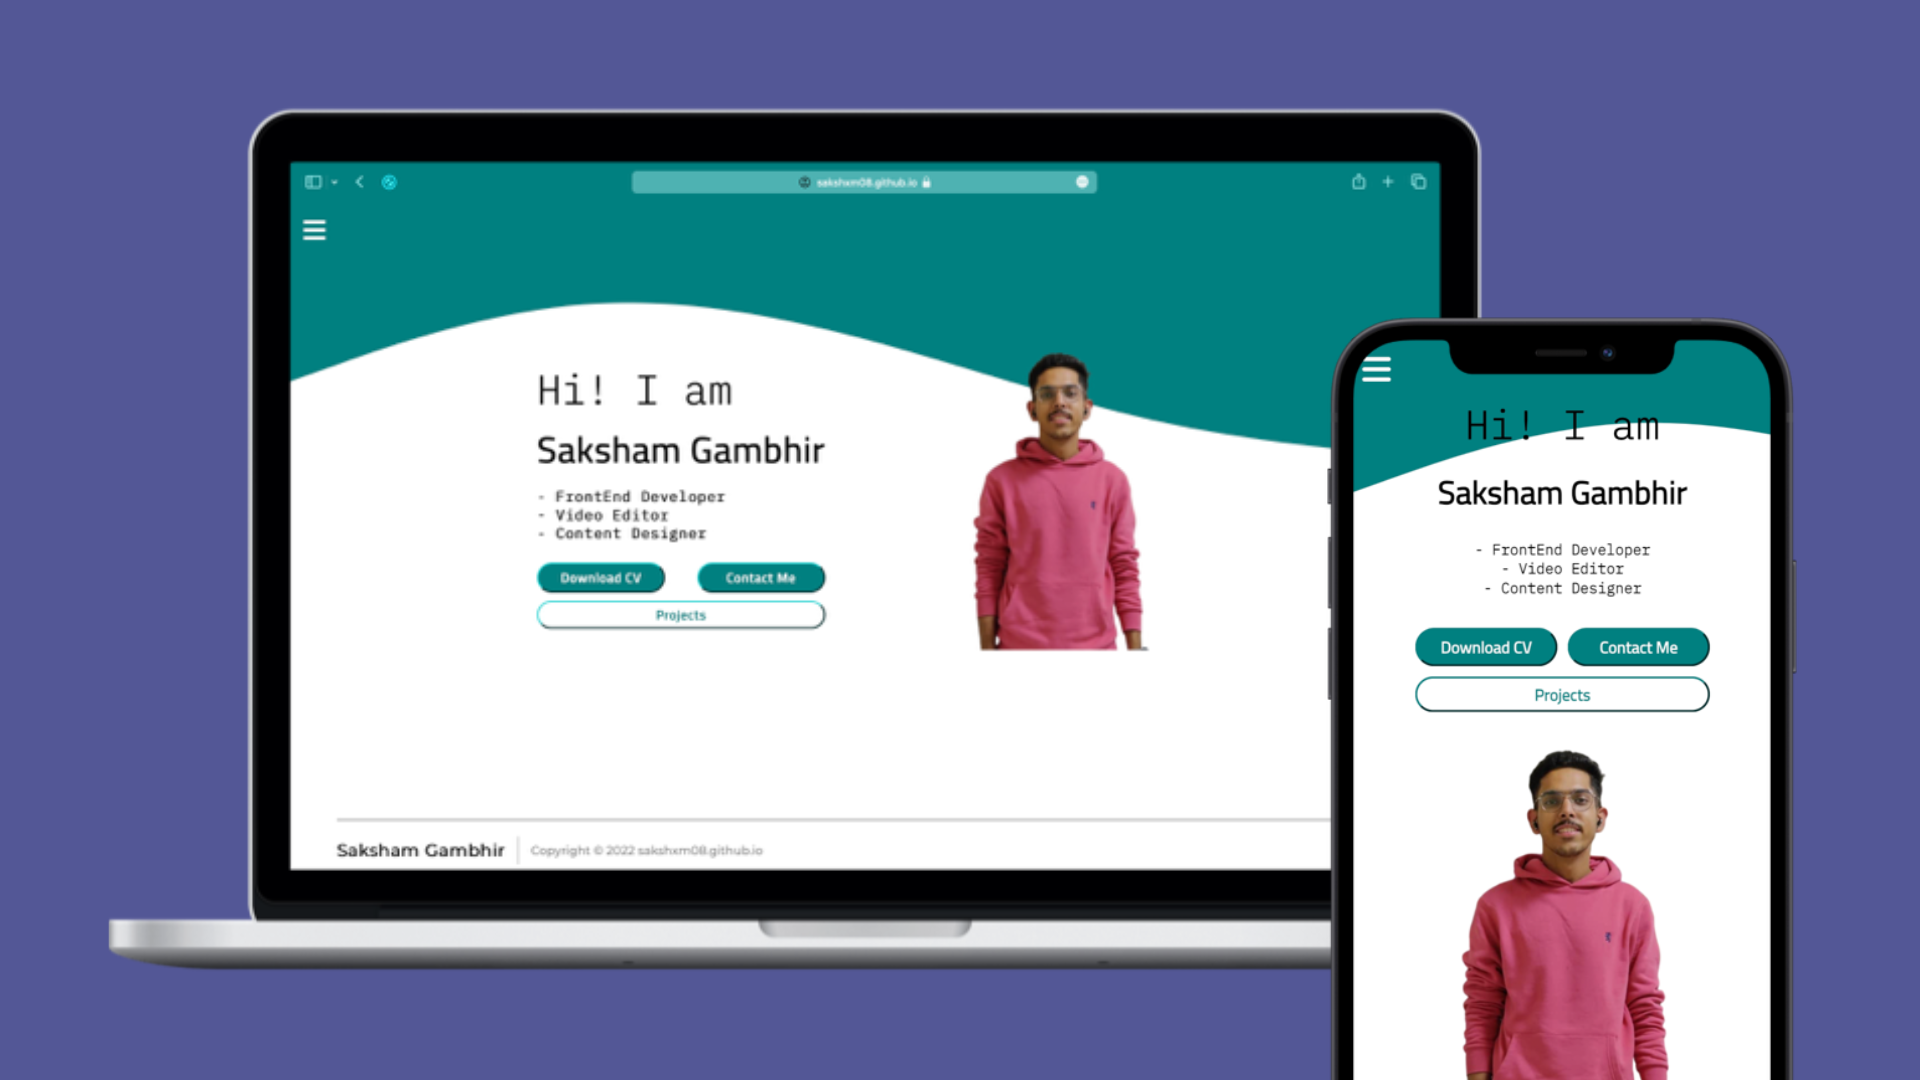 sakshxm08.github.io
Hi! I am
Saksham Gambhir
- FrontEnd Developer
- Video Editor
- Content Designer
Download CV
Contact Me
Projects
Saksham Gambhir
Copyright © 2022 sakshxm08.github.io
Hi! I am
Saksham Gambhir
- FrontEnd Developer
- Video Editor
- Content Designer
Download CV
Contact Me
Projects